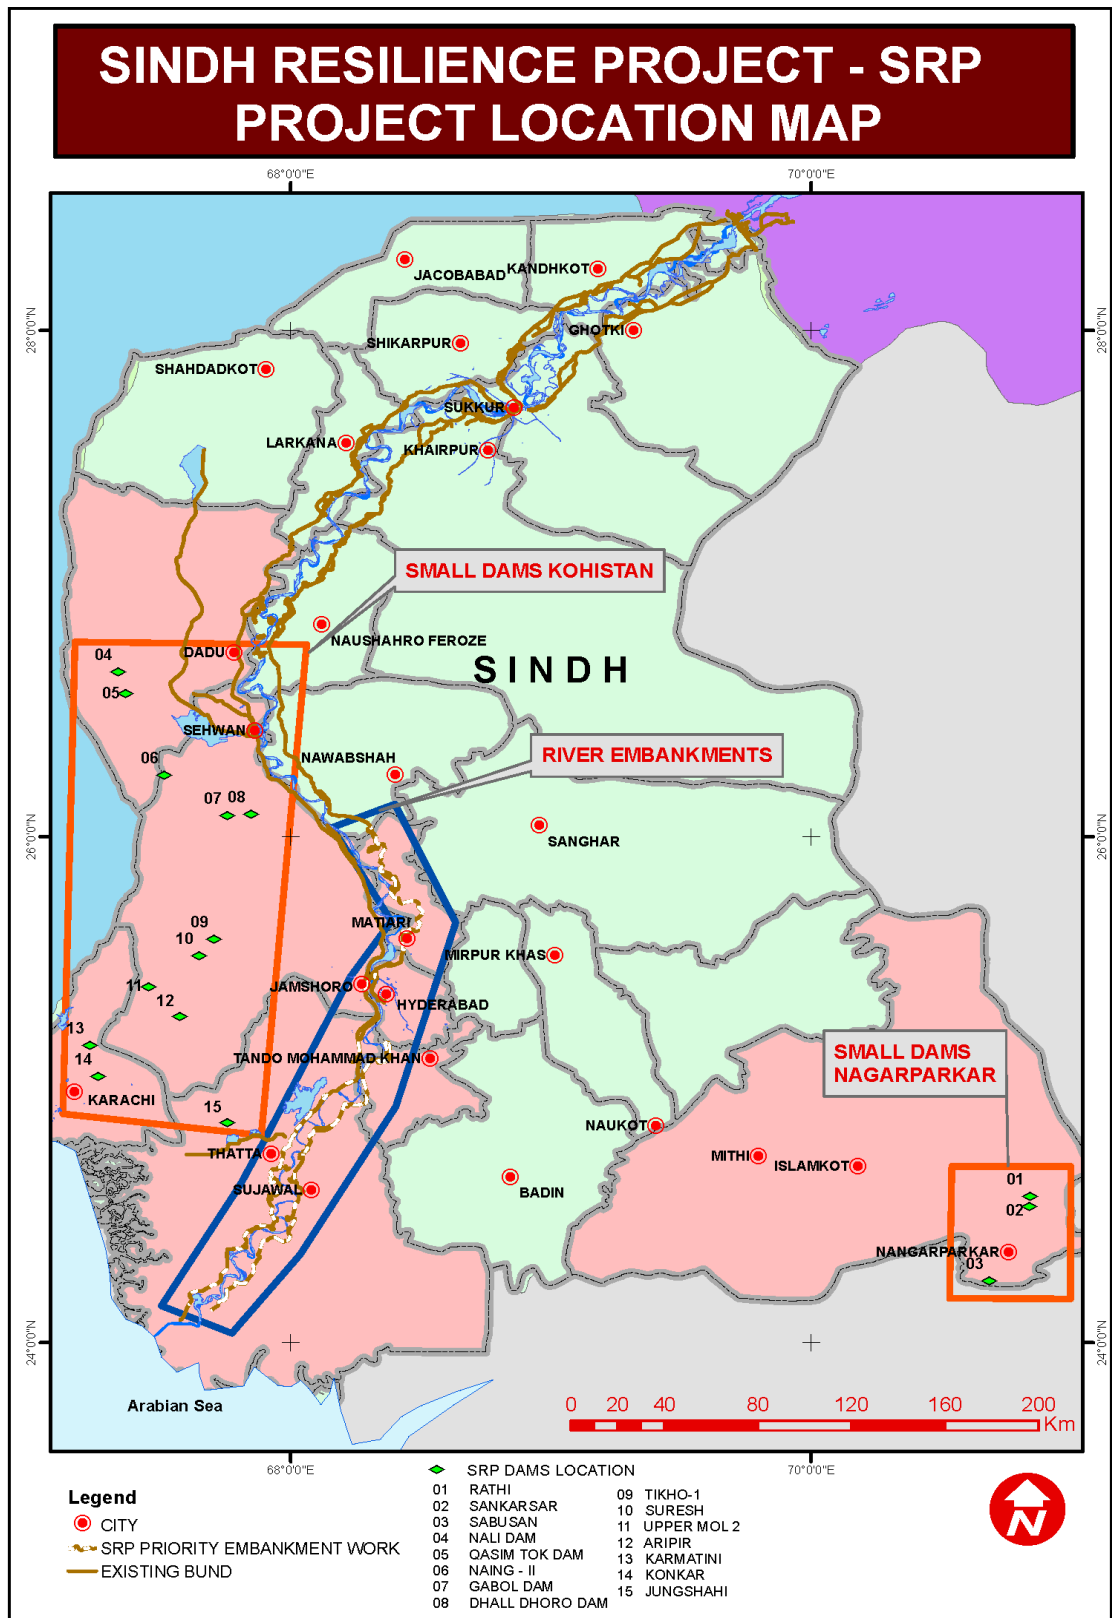 SINDH RESILIENCE PROJECT - SRP
PROJECT LOCATION MAP
68°0'0"E
70°0'0"E
28°0'0"N
28°0'0"N
26°0'0"N
26°0'0"N
24°0'0"N
24°0'0"N
JACOBABAD
KANDHKOT
GHOTKI
SHIKARPUR
SHAHDADKOT
SUKKUR
LARKANA
KHAIRPUR
SMALL DAMS KOHISTAN
NAUSHAHRO FEROZE
DADU
04
05
SINDH
SEHWAN
RIVER EMBANKMENTS
NAWABSHAH
06
07
08
SANGHAR
MATIARI
09
10
MIRPUR KHAS
11
12
JAMSHORO
HYDERABAD
13
14
TANDO MOHAMMAD KHAN
SMALL DAMS
NAGARPARKAR
KARACHI
15
NAUKOT
THATTA
MITHI
ISLAMKOT
SUJAWAL
BADIN
01
02
NANGARPARKAR
03
Arabian Sea
0 20 40 80 120 160 200
Km
68°0'0"E
70°0'0"E
Legend
CITY
SRP PRIORITY EMBANKMENT WORK
EXISTING BUND
SRP DAMS LOCATION
01 RATHI
02 SANKARSAR
03 SABUSAN
04 NALI DAM
05 QASIM TOK DAM
06 NAING - II
07 GABOL DAM
08 DHALL DHORO DAM
09 TIKHO-1
10 SURESH
11 UPPER MOL 2
12 ARIPIR
13 KARMATINI
14 KONKAR
15 JUNGSHAHI
N